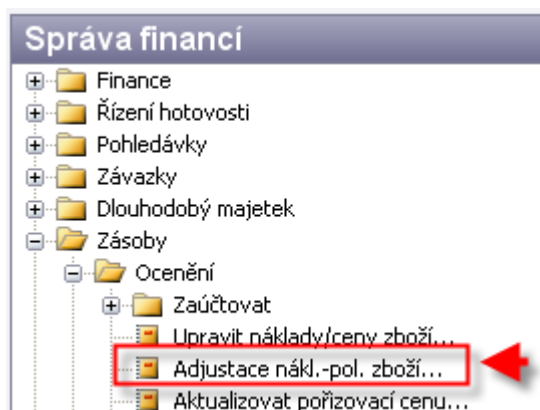 Správa financí
Finance
Řízení hotovosti
Pohledávky
Závazky
Dlouhodobý majetek
Zásoby
Ocenění
Zaúčtovat
Upravit náklady/ceny zboží...
Adjustace nákl.-pol. zboží...
Aktualizovat pořizovací cenu...